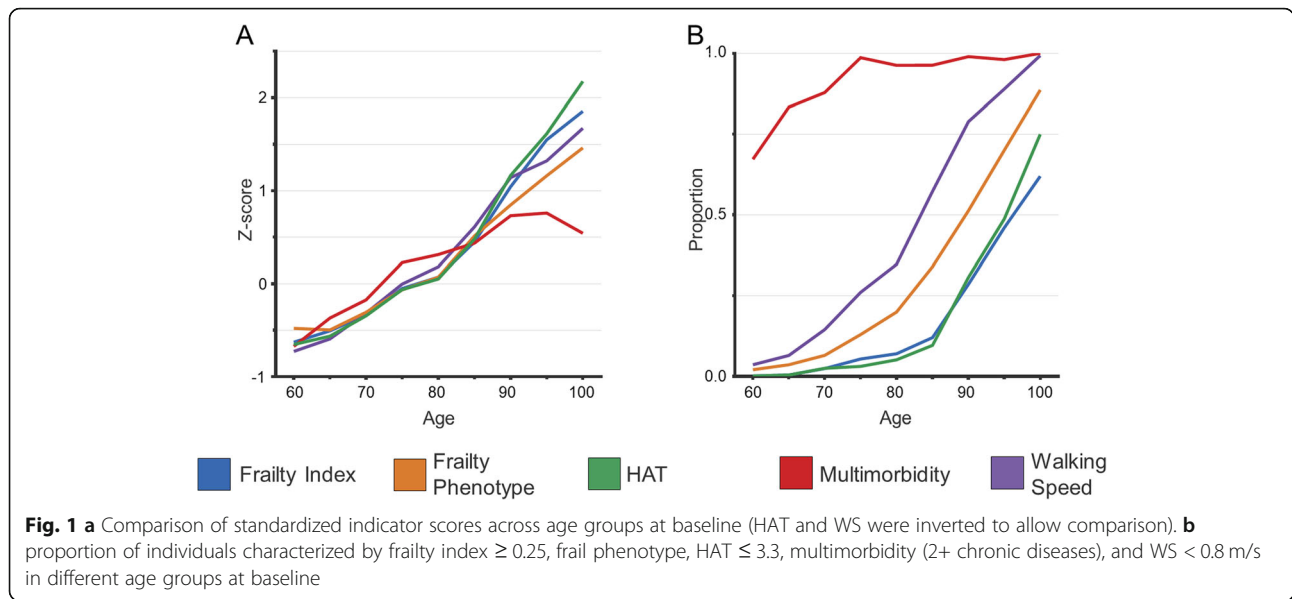 A
B
Z-score
2
1
0
-1
60
70
80
90
100
Age
Proportion
1.0
0.5
0.0
60
70
80
90
100
Age
Frailty Index
Frailty
Phenotype
HAT
Multimorbidity
Walking
Speed
Fig. 1 a Comparison of standardized indicator scores across age groups at baseline (HAT and WS were inverted to allow comparison). b
proportion of individuals characterized by frailty index ≥ 0.25, frail phenotype, HAT ≤ 3.3, multimorbidity (2+ chronic diseases), and WS < 0.8 m/s
in different age groups at baseline